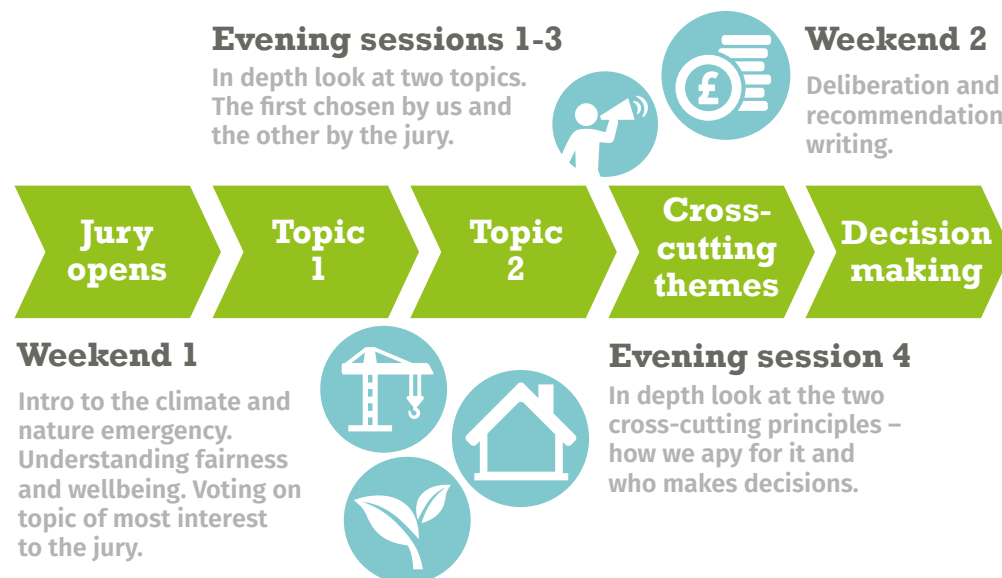 Evening sessions 1-3
In depth look at two topics.
The first chosen by us and
the other by the jury.
£
Weekend 2
Deliberation and
recommendation
writing.
Jury
opens
Topic
1
Topic
2
Cross-
cutting
themes
Decision
making
Weekend 1
Intro to the climate and
nature emergency.
Understanding fairness
and wellbeing. Voting on
topic of most interest
to the jury.
Evening session 4
In depth look at the two
cross-cutting principles –
how we apy for it and
who makes decisions.